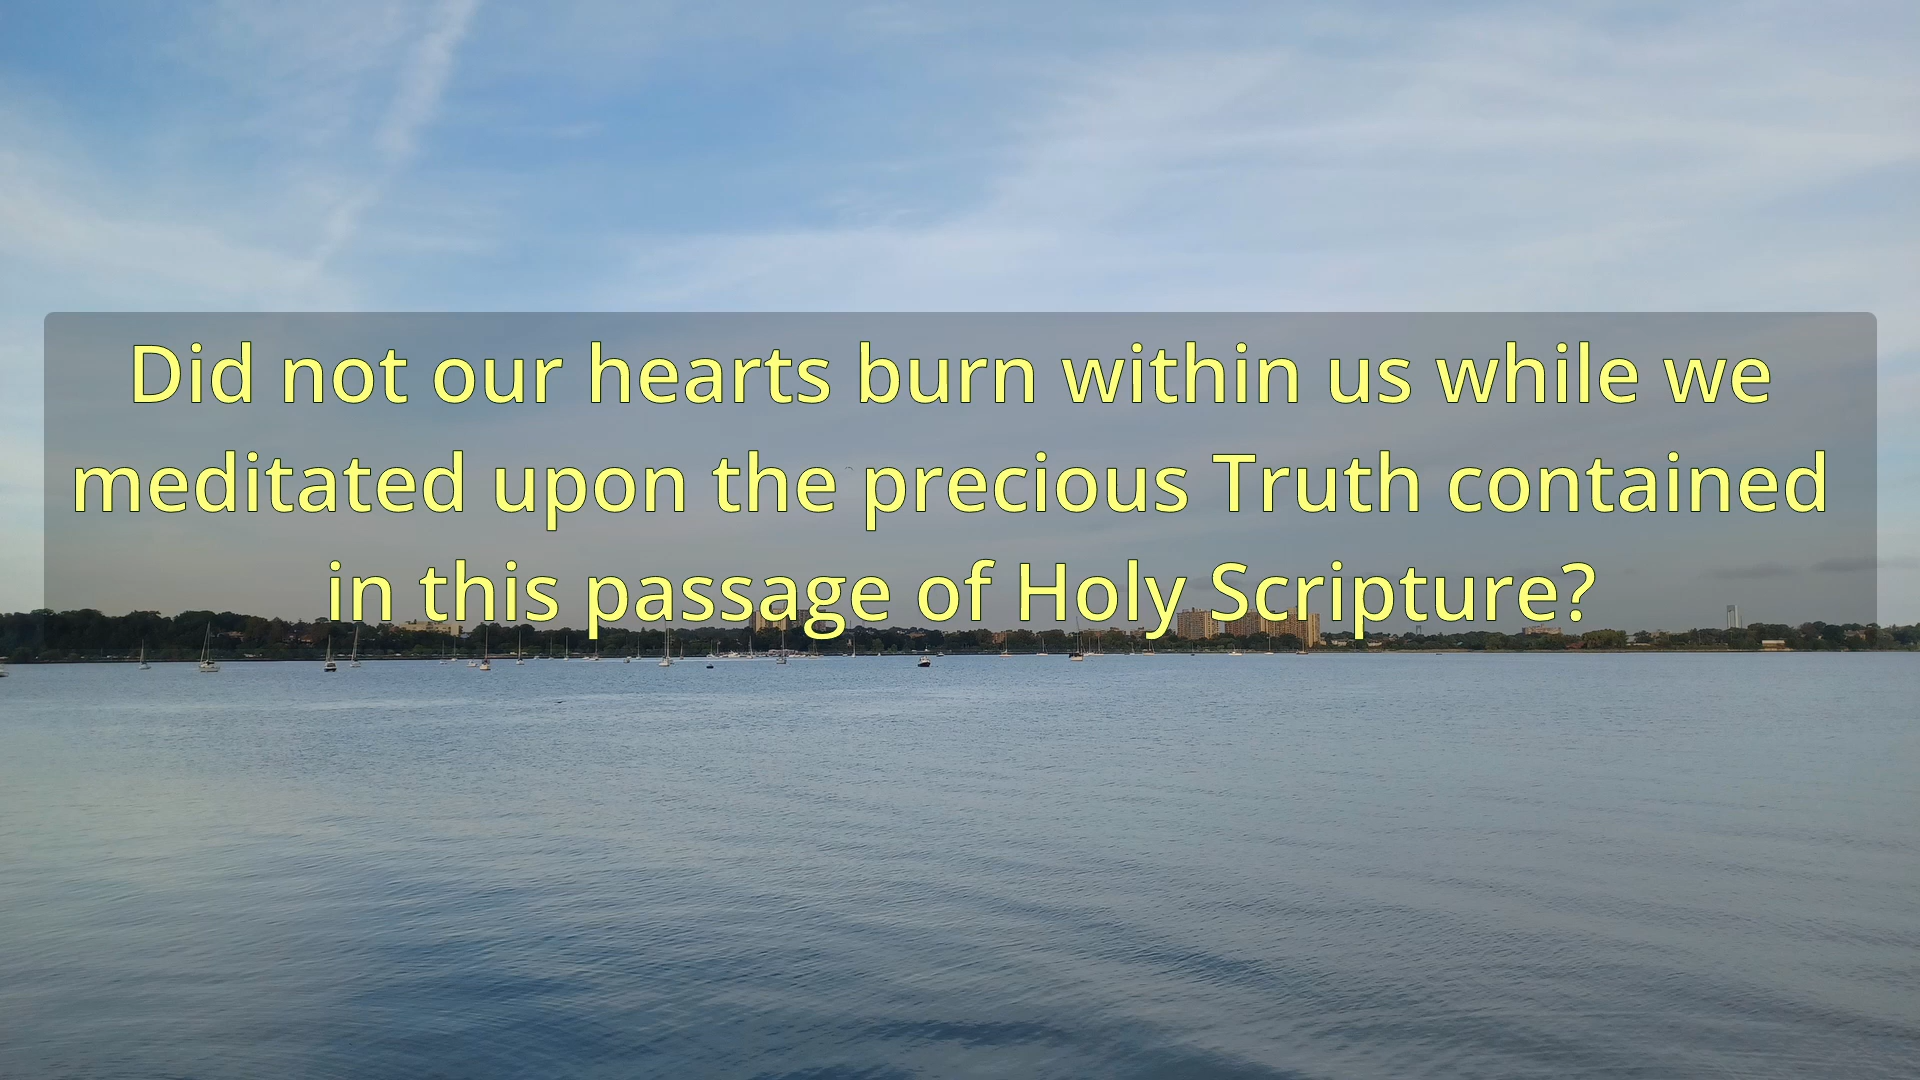 Did not our hearts burn within us while we
meditated upon the precious Truth contained
in this passage of Holy Scripture?